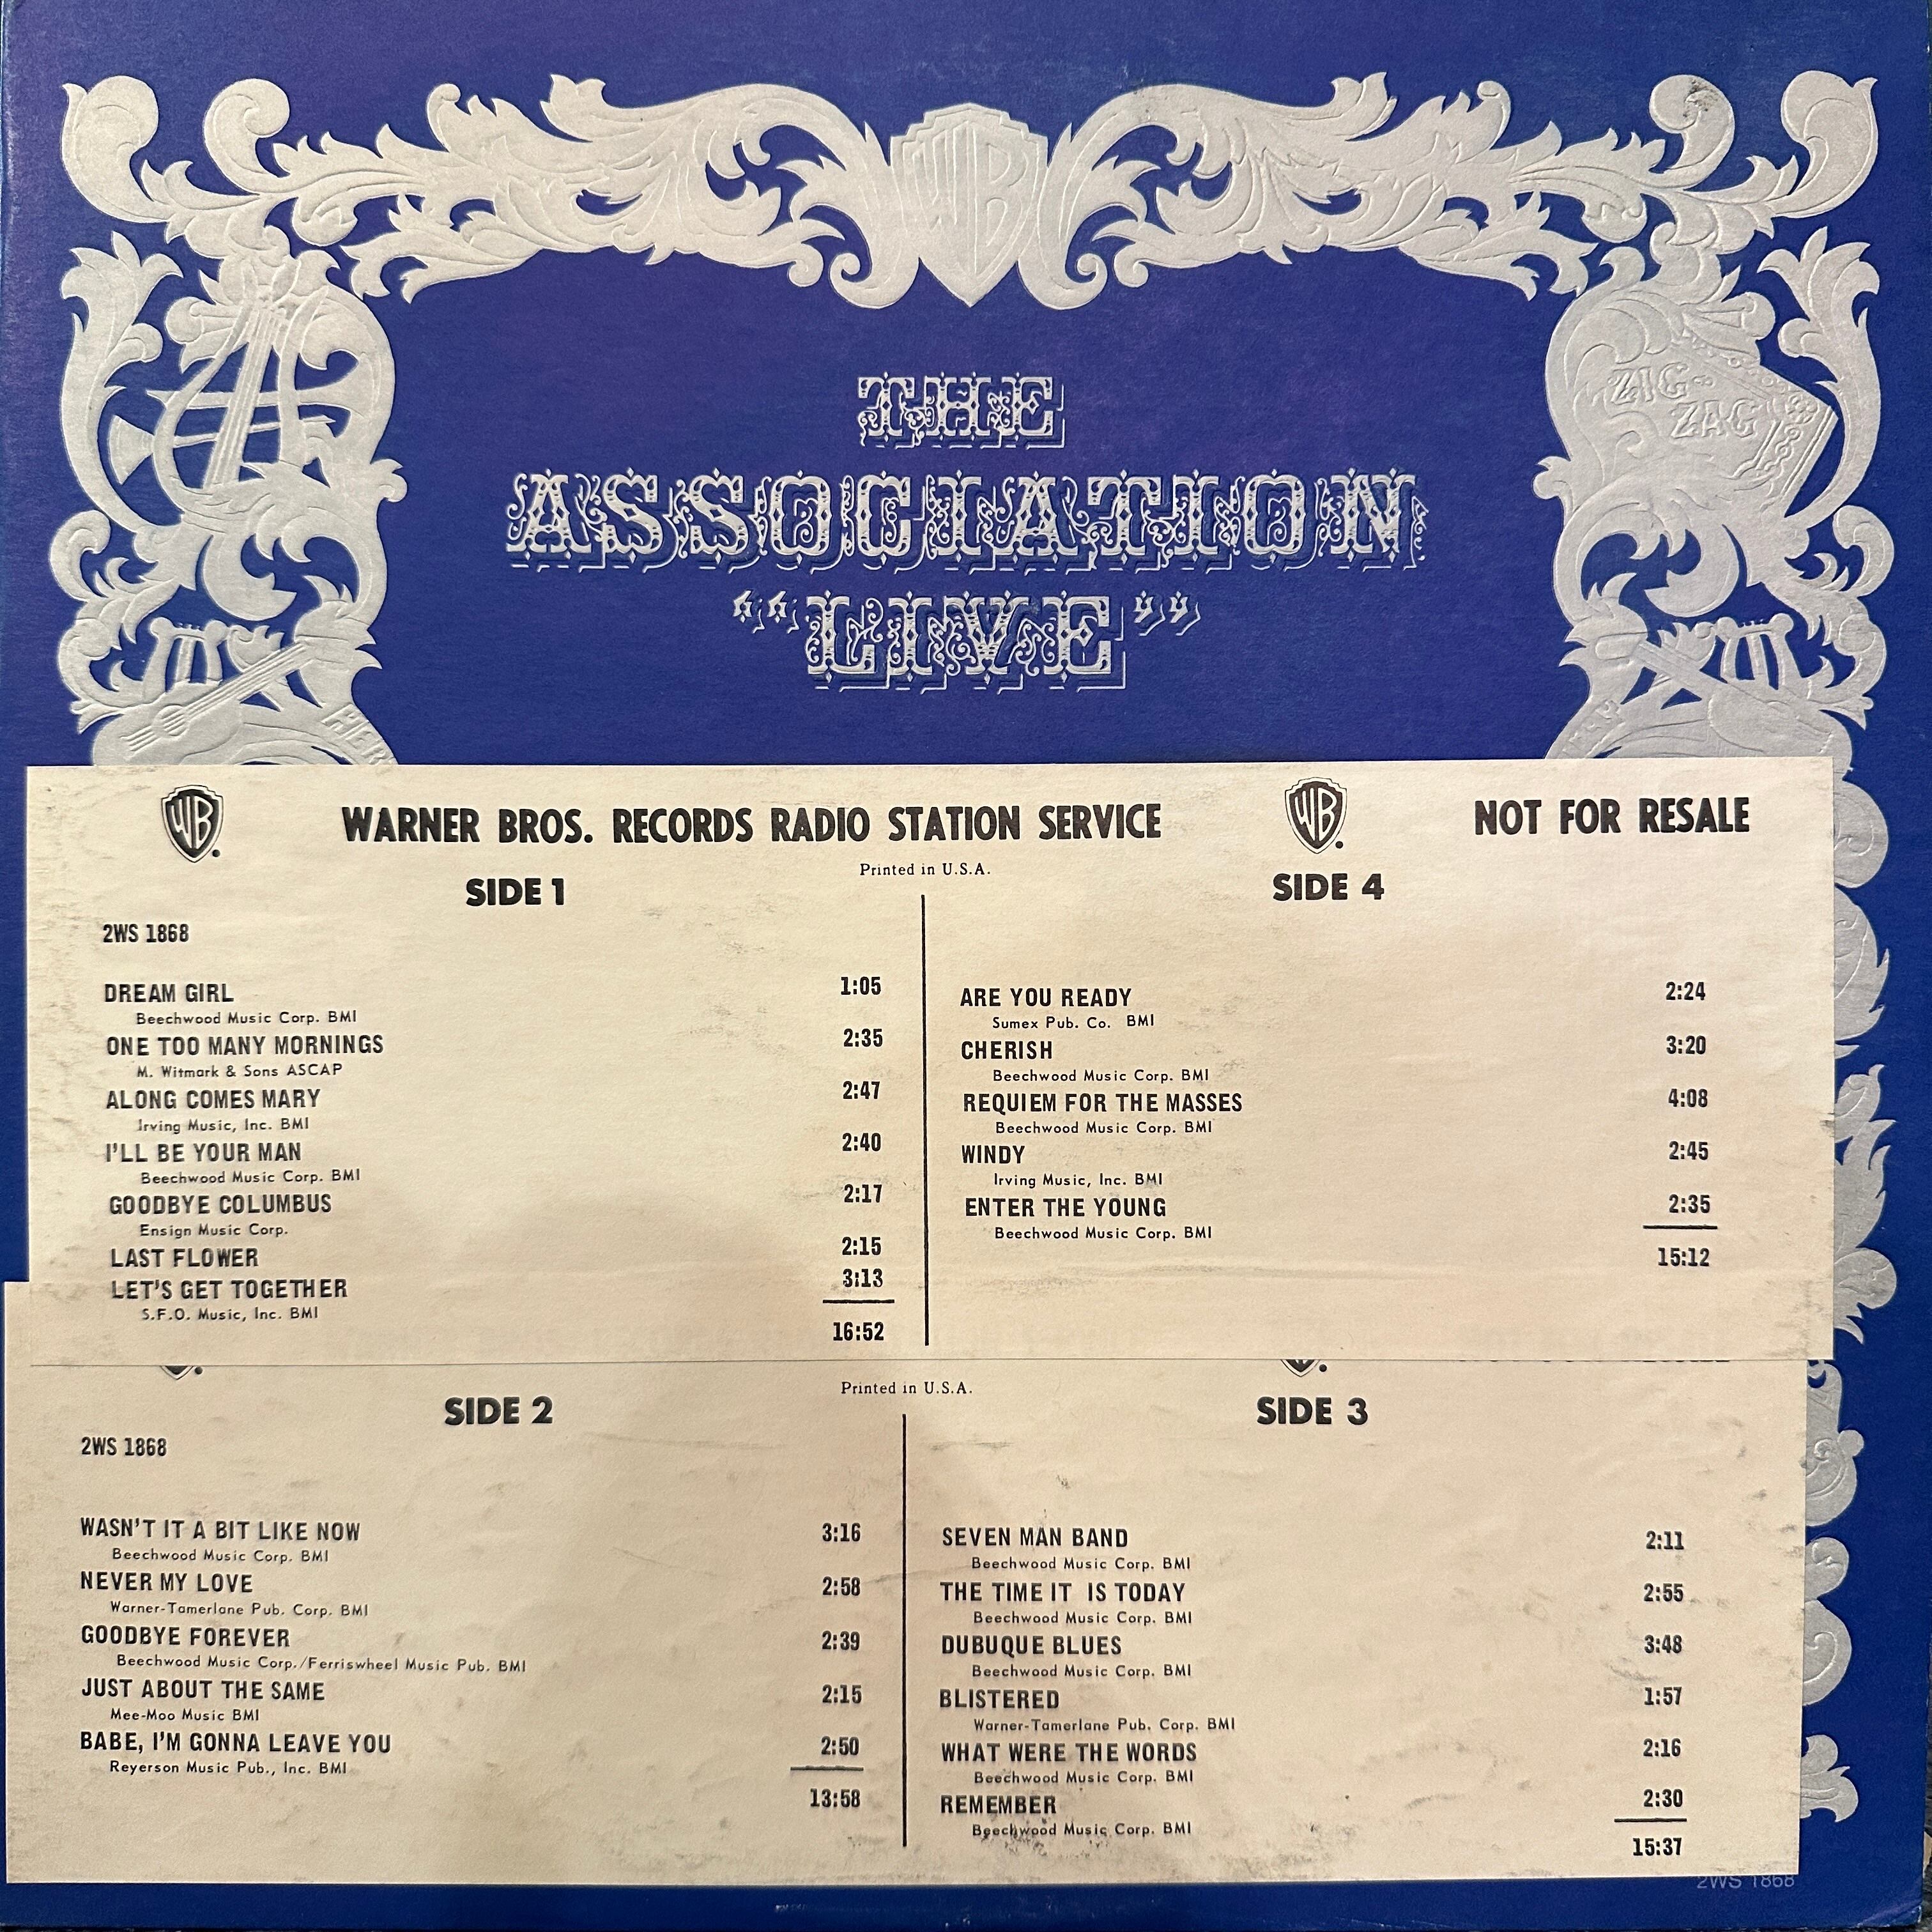 WB
ZIG-
ZAG
THE
ASSOCIATION
"LIVE"
WB
WARNER BROS. RECORDS RADIO STATION SERVICE
WB
NOT FOR RESALE
Printed in U.S.A.
SIDE 1
2WS 1868
DREAM GIRL 1:05
Beechwood Music Corp. BMI
ONE TOO MANY MORNINGS 2:35
M. Witmark & Sons ASCAP
ALONG COMES MARY 2:47
Irving Music, Inc. BMI
I'LL BE YOUR MAN 2:40
Beechwood Music Corp. BMI
GOODBYE COLUMBUS 2:17
Ensign Music Corp.
LAST FLOWER 2:15
LET'S GET TOGETHER 3:13
S.F.O. Music, Inc. BMI
16:52
SIDE 4
ARE YOU READY 2:24
Sumex Pub. Co. BMI
CHERISH 3:20
Beechwood Music Corp. BMI
REQUIEM FOR THE MASSES 4:08
Beechwood Music Corp. BMI
WINDY 2:45
Irving Music, Inc. BMI
ENTER THE YOUNG 2:35
Beechwood Music Corp. BMI
15:12
Printed in U.S.A.
SIDE 2
2WS 1868
WASN'T IT A BIT LIKE NOW 3:16
Beechwood Music Corp. BMI
NEVER MY LOVE 2:58
Warner-Tamerlane Pub. Corp. BMI
GOODBYE FOREVER 2:39
Beechwood Music Corp./Ferriswheel Music Pub. BMI
JUST ABOUT THE SAME 2:15
Mee-Moo Music BMI
BABE, I'M GONNA LEAVE YOU 2:50
Reyerson Music Pub., Inc. BMI
13:58
SIDE 3
SEVEN MAN BAND 2:11
Beechwood Music Corp. BMI
THE TIME IT IS TODAY 2:55
Beechwood Music Corp. BMI
DUBUQUE BLUES 3:48
Beechwood Music Corp. BMI
BLISTERED 1:57
Warner-Tamerlane Pub. Corp. BMI
WHAT WERE THE WORDS 2:16
Beechwood Music Corp. BMI
REMEMBER 2:30
Beechwood Music Corp. BMI
15:37
2WS 1868